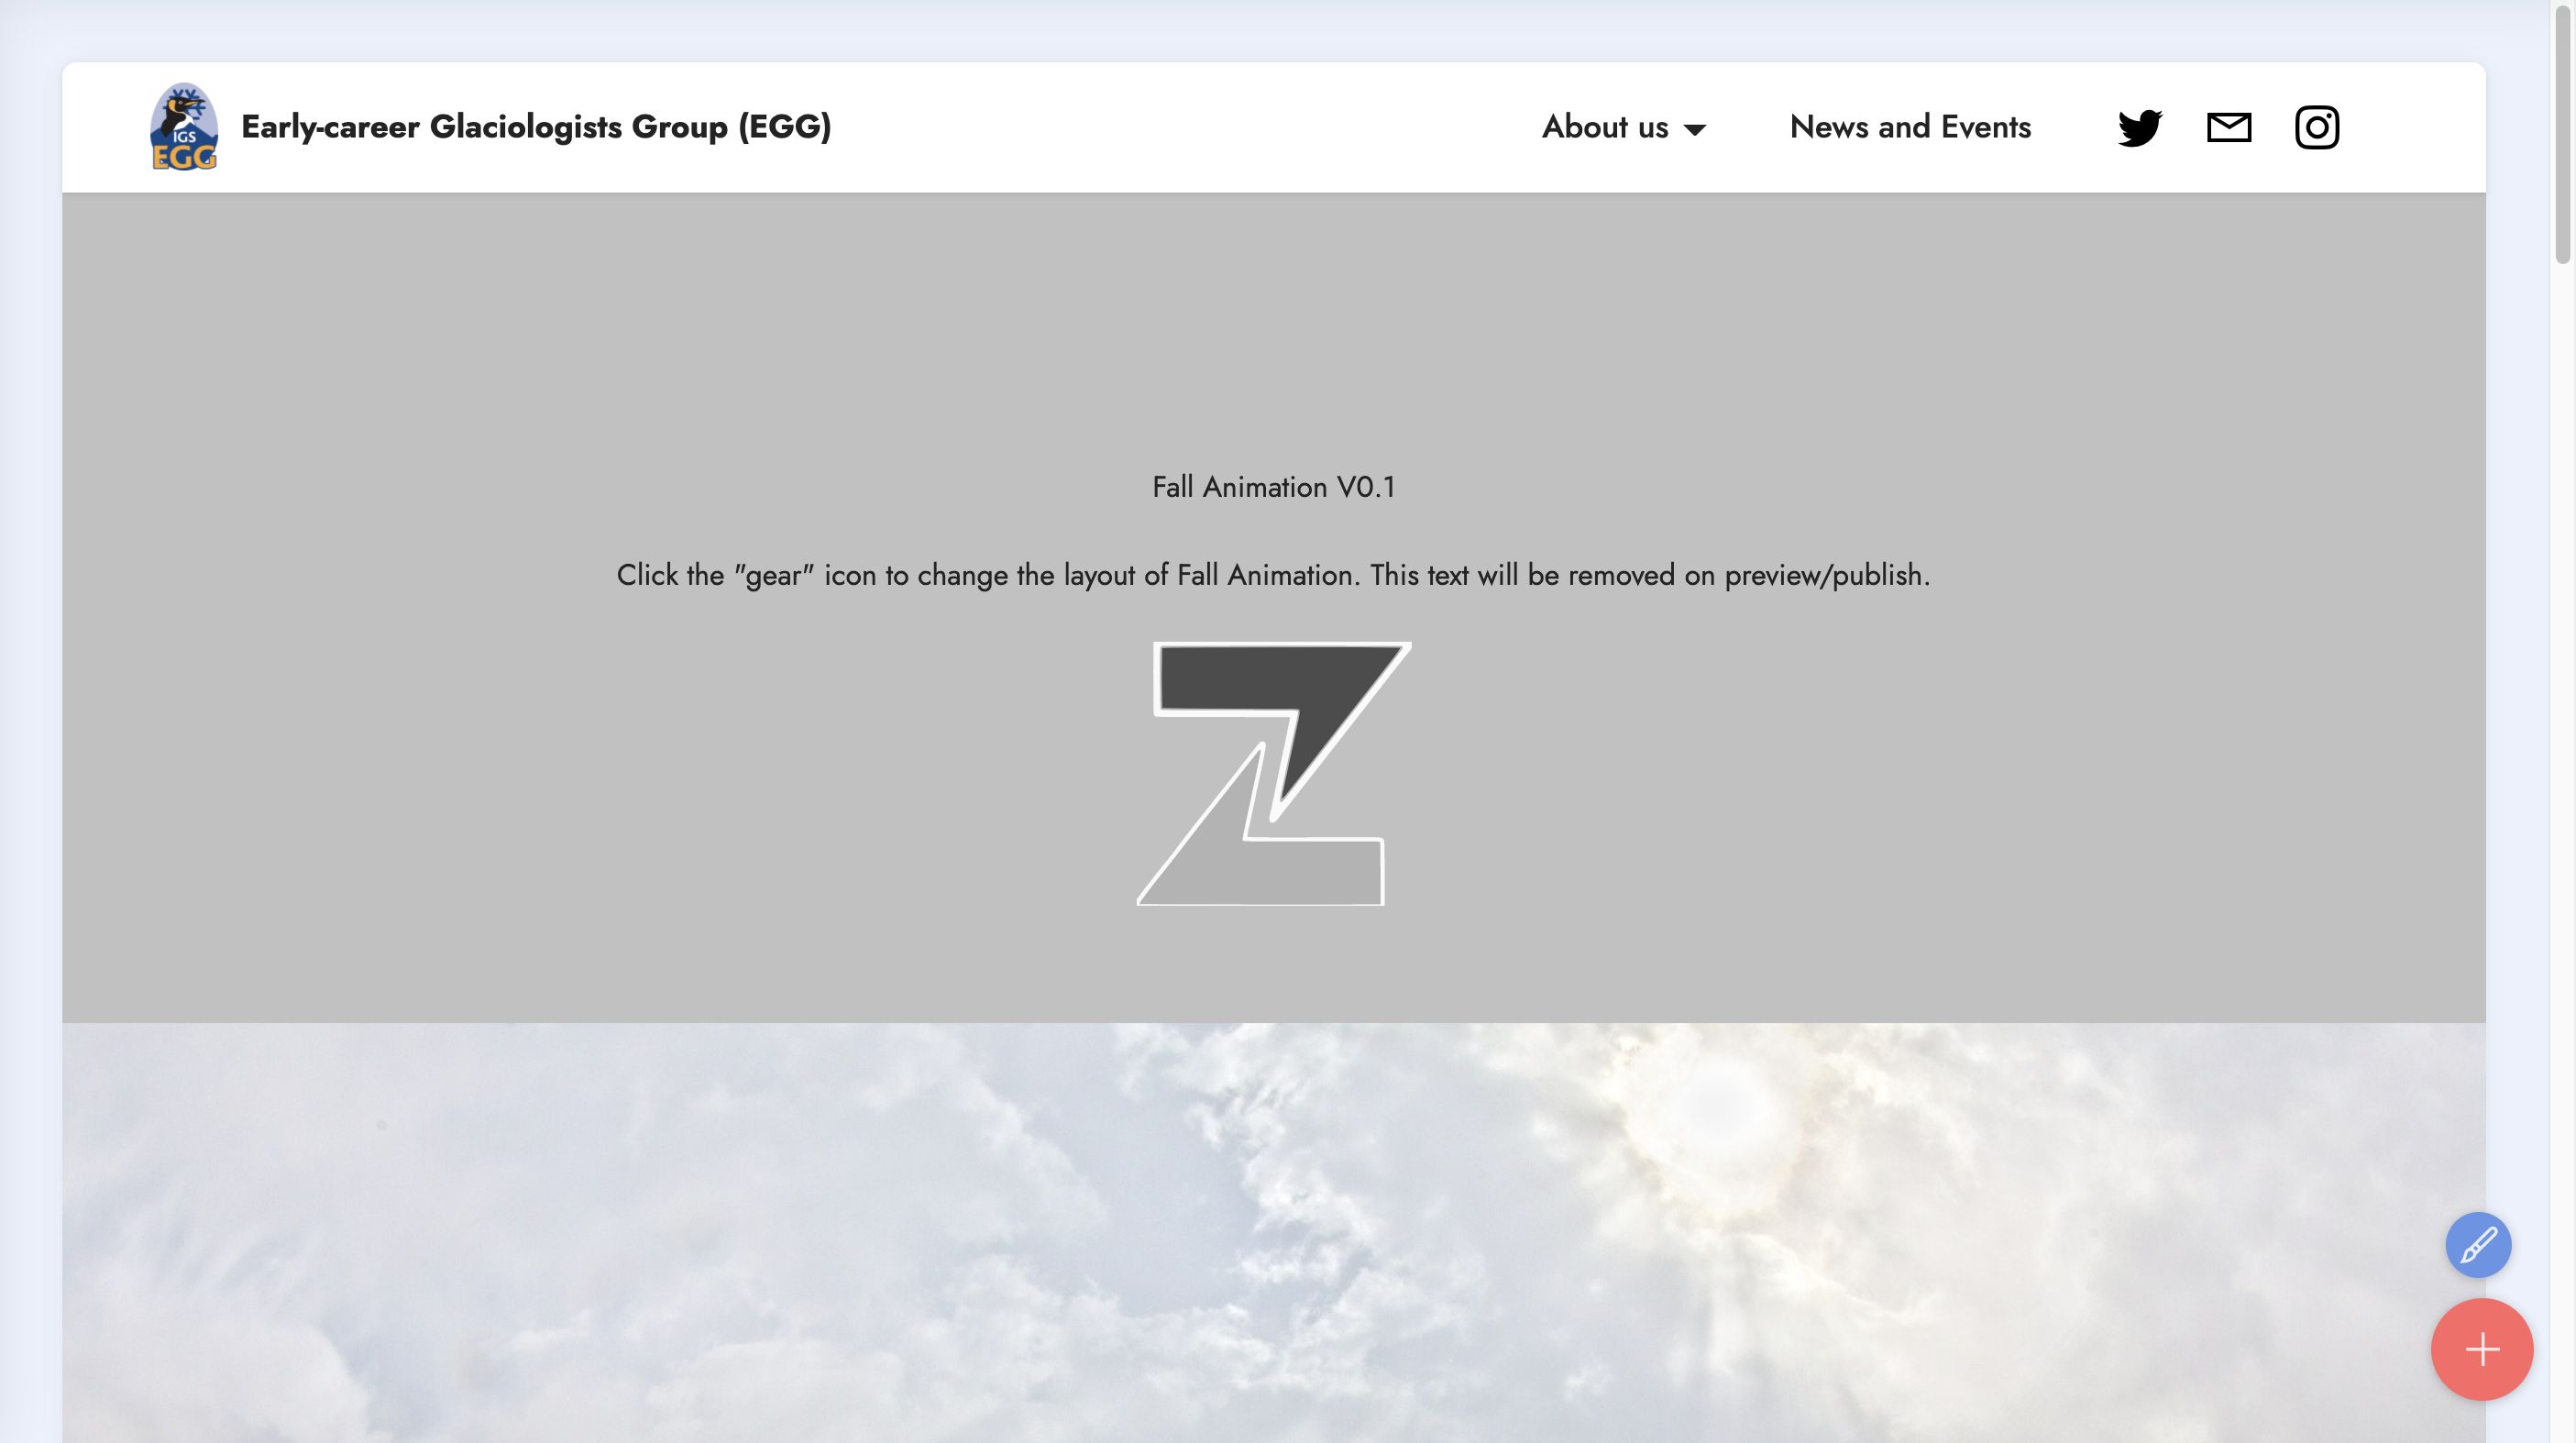 IGS
EGG
Early-career Glaciologists Group (EGG)
About us
News and Events
Fall Animation V0.1
Click the "gear" icon to change the layout of Fall Animation. This text will be removed on preview/publish.